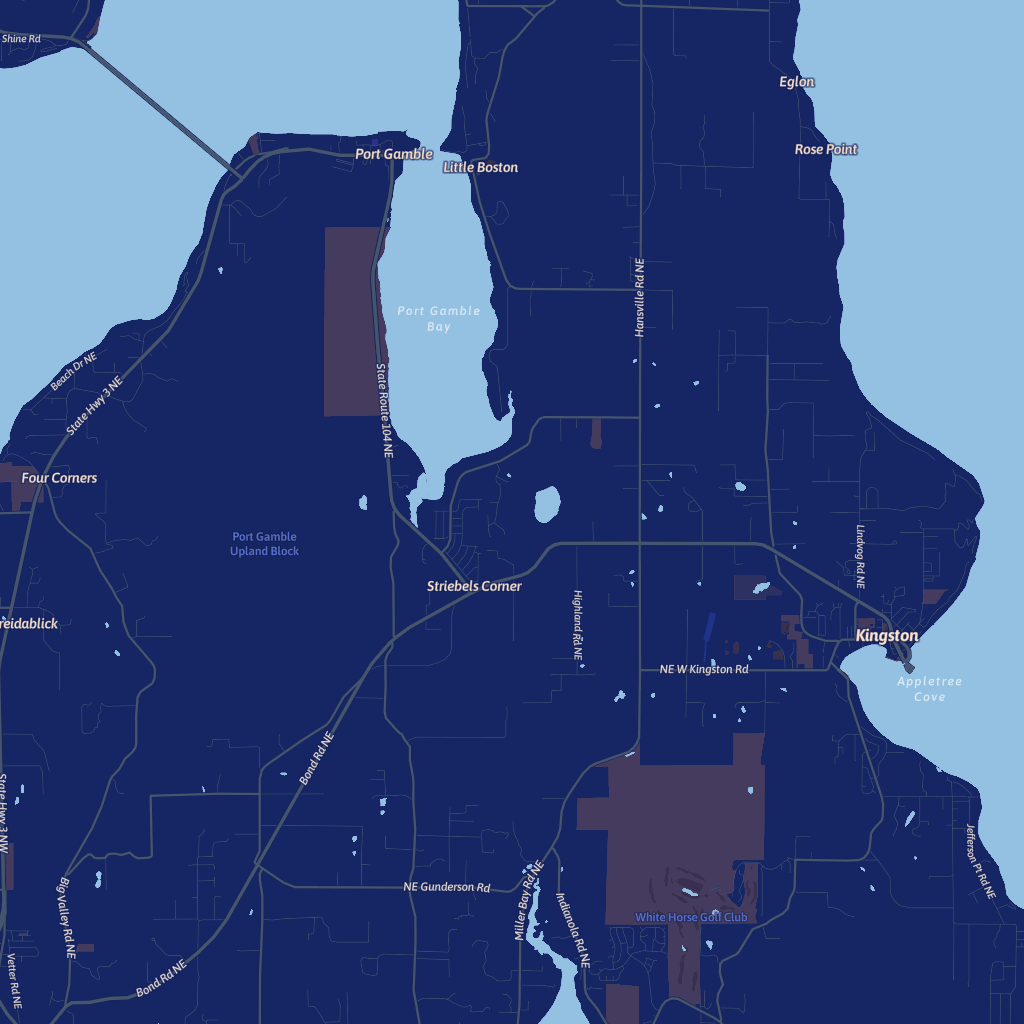 Shine Rd
Eglon
Port Gamble
Rose Point
Little Boston
Hansville Rd NE
Port Gamble
Bay
Beach Dr NE
State Hwy 3 NE
State Route 104 NE
Four Corners
Port Gamble
Upland Block
Lindvog Rd NE
Striebels Corner
Highland Rd NE
reidablick
Kingston
NE W Kingston Rd
Appletree
Cove
Bond Rd NE
State Hwy 3 NW
Jefferson Pt Rd NE
NE Gunderson Rd
Miller Bay Rd NE
Big Valley Rd NE
Indianola Rd NE
White Horse Golf Club
Vetter Rd NE
Bond Rd NE